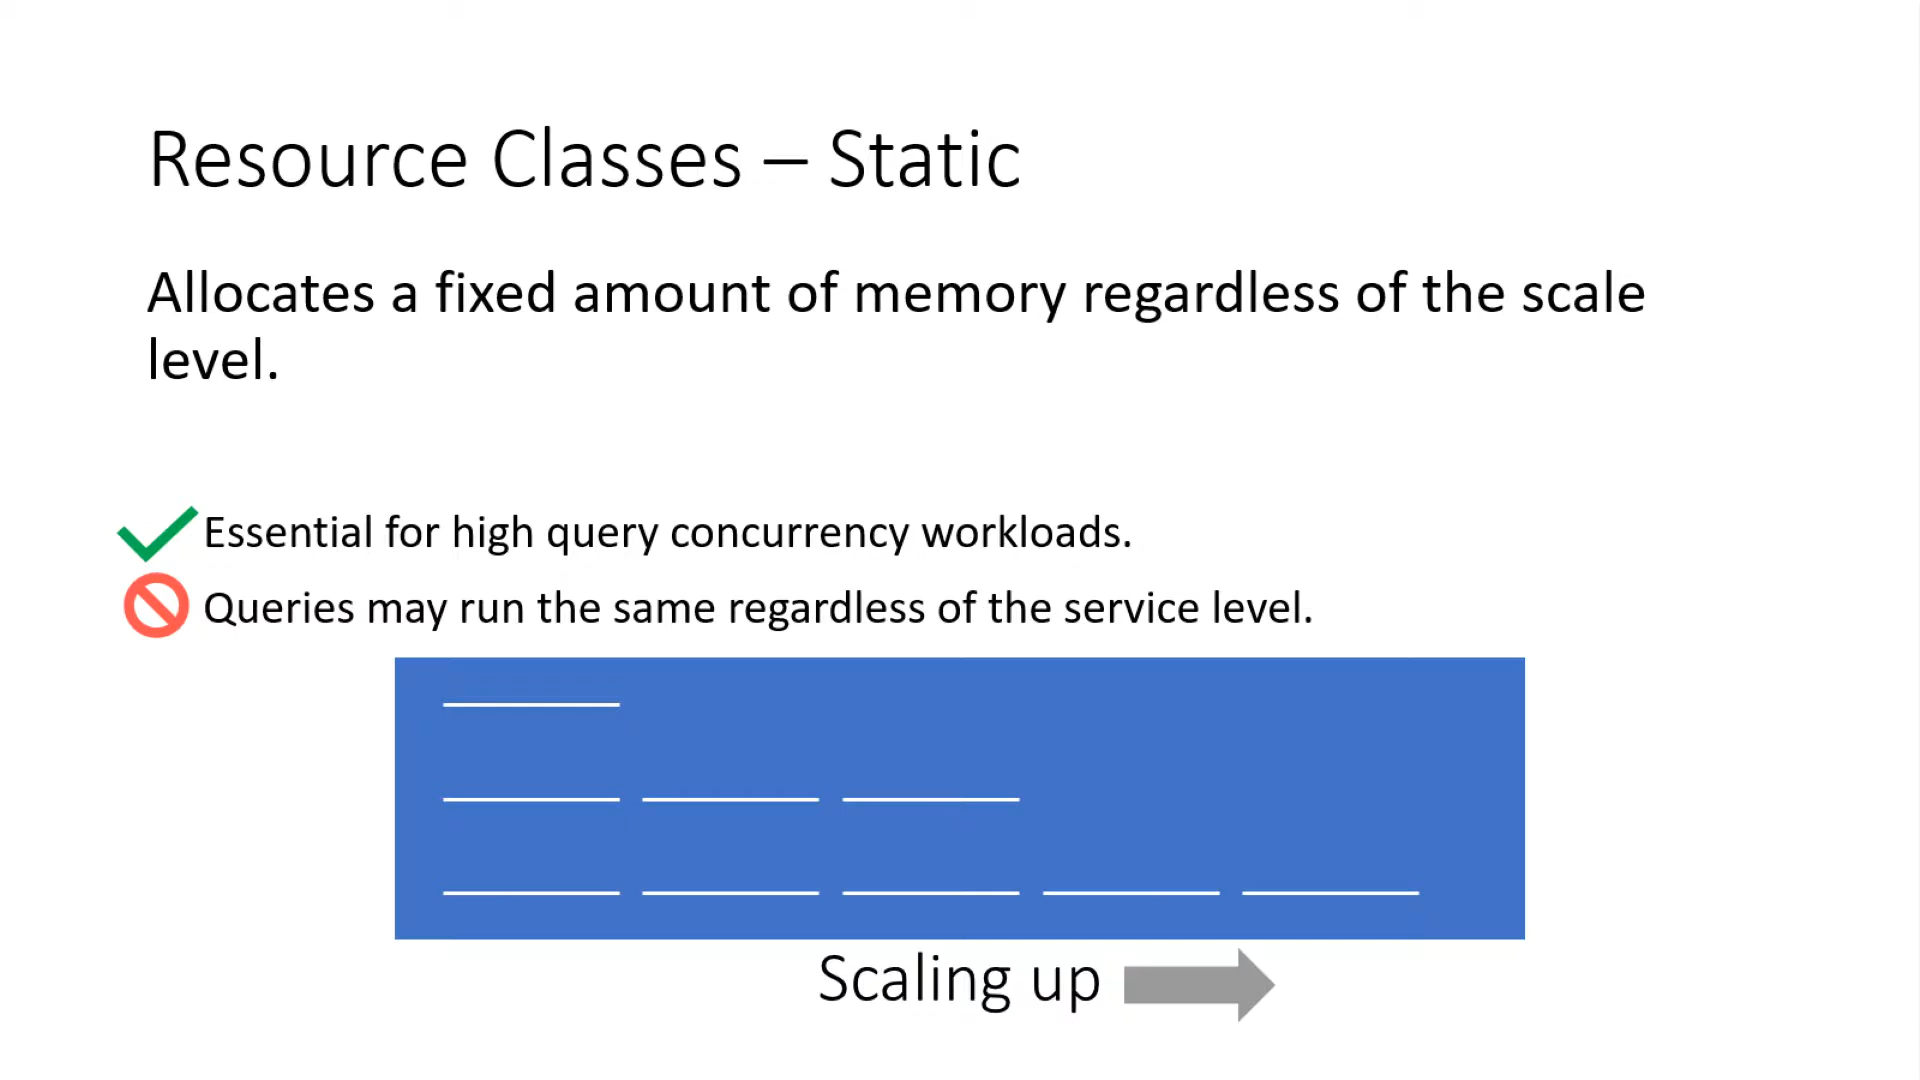 Resource Classes – Static
Allocates a fixed amount of memory regardless of the scale
level.
Essential for high query concurrency workloads.
Queries may run the same regardless of the service level.
Scaling up